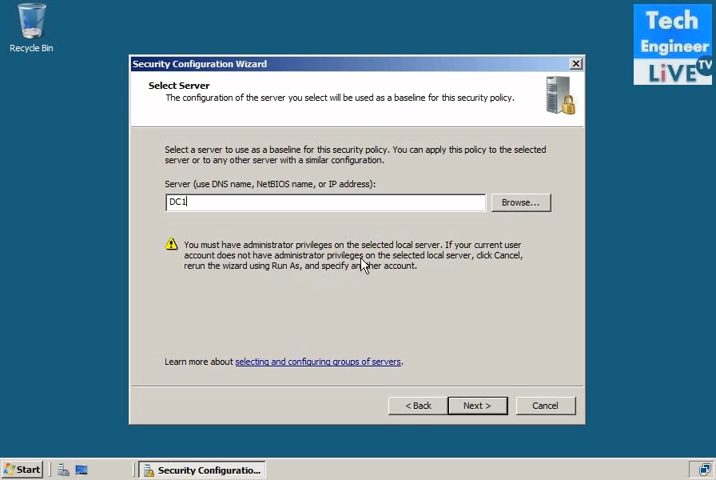 Recycle Bin
Tech
Engineer
LiVE TV
Security Configuration Wizard
Select Server
The configuration of the server you select will be used as a baseline for this security policy.
Select a server to use as a baseline for this security policy. You can apply this policy to the selected
server or to any other server with a similar configuration.
Server (use DNS name, NetBIOS name, or IP address):
DC1
Browse...
You must have administrator privileges on the selected local server. If your current user
account does not have administrator privileges on the selected local server, click Cancel,
rerun the wizard using Run As, and specify another account.
Learn more about selecting and configuring groups of servers.
< Back
Next >
Cancel
Start
Security Configuratio...